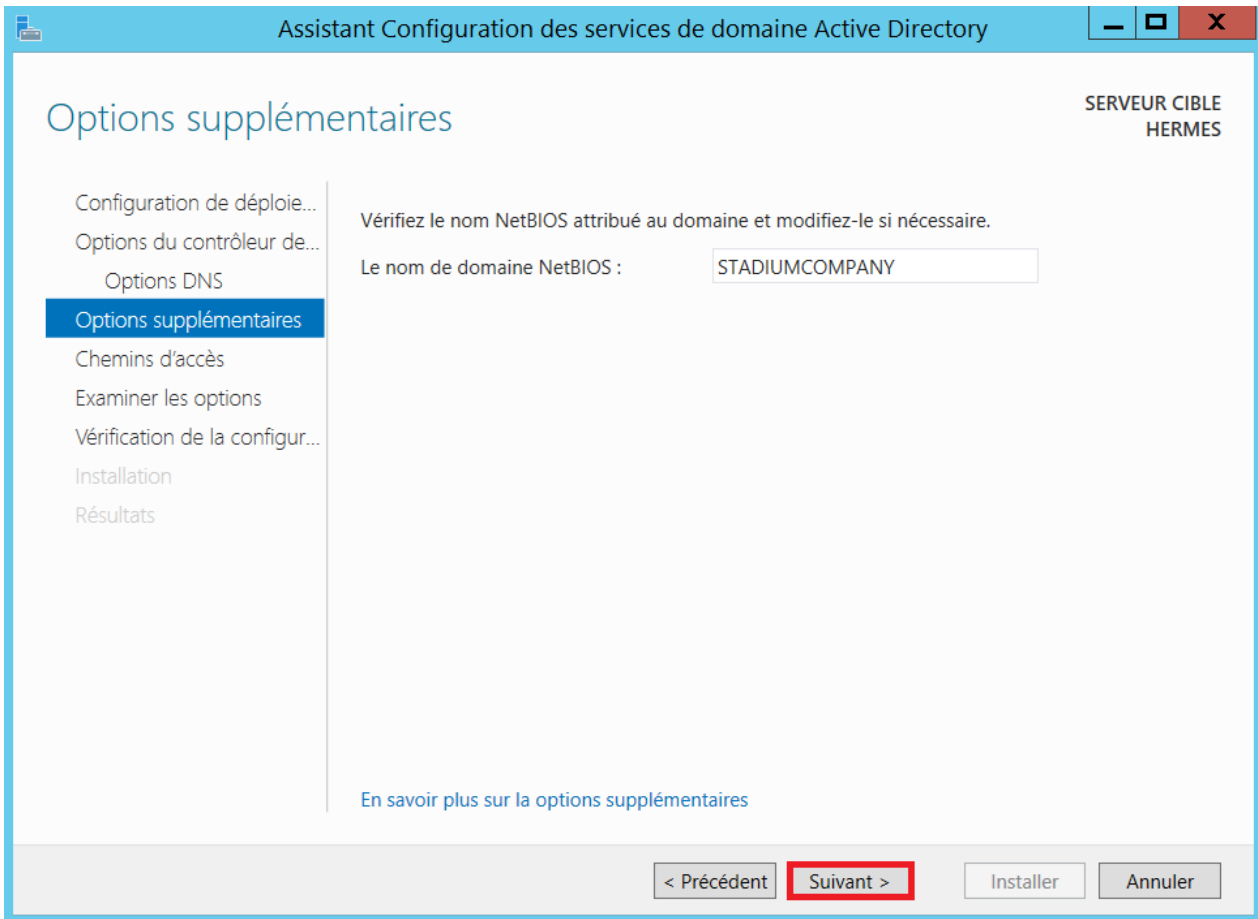 Assistant Configuration des services de domaine Active Directory
Options supplémentaires
SERVEUR CIBLE
HERMES
Configuration de déploie...
Options du contrôleur de...
Options DNS
Options supplémentaires
Chemins d'accès
Examiner les options
Vérification de la configur...
Installation
Résultats
Vérifiez le nom NetBIOS attribué au domaine et modifiez-le si nécessaire.
Le nom de domaine NetBIOS : STADIUMCOMPANY
En savoir plus sur la options supplémentaires
< Précédent Suivant > Installer Annuler